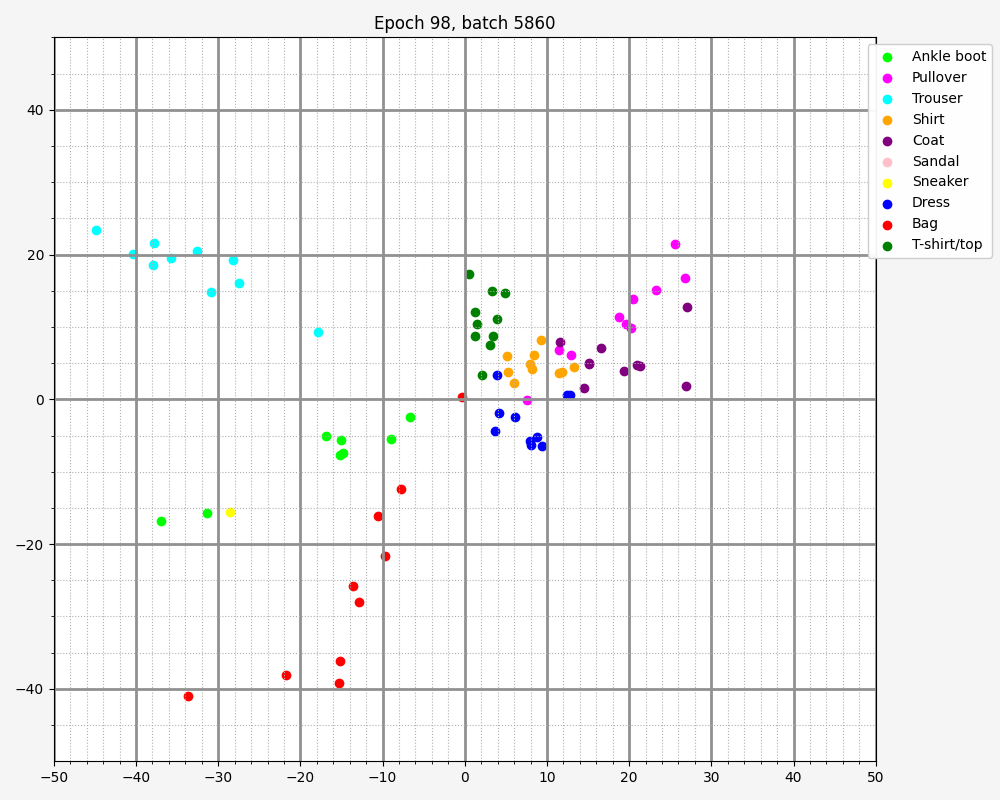 Epoch 98, batch 5860
Ankle boot
Pullover
Trouser
Shirt
Coat
Sandal
Sneaker
Dress
Bag
T-shirt/top
40
20
0
−20
−40
−50
−40
−30
−20
−10
0
10
20
30
40
50